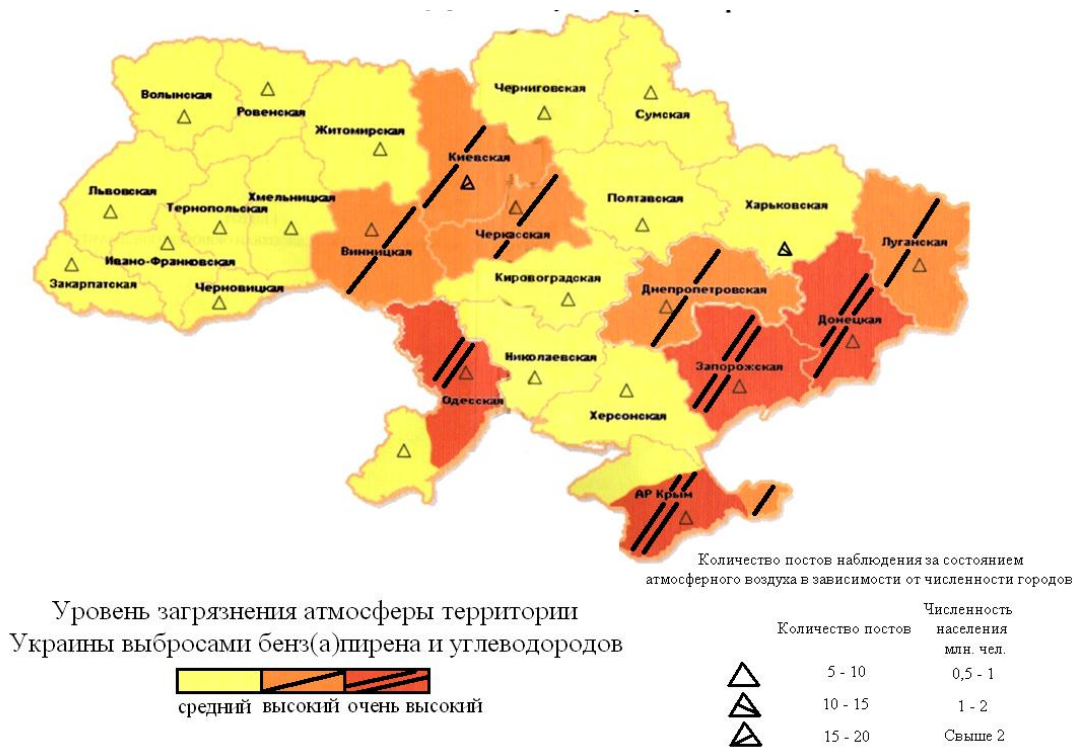 Волынская
Ровенская
Житомирская
Киевская
Черниговская
Сумская
Львовская
Тернопольская
Хмельницкая
Винницкая
Черкасская
Полтавская
Харьковская
Луганская
Закарпатская
Ивано-Франковская
Черновицкая
Кировоградская
Днепропетровская
Донецкая
Одесская
Николаевская
Херсонская
Запорожская
АР Крым
Количество постов наблюдения за состоянием
атмосферного воздуха в зависимости от численности городов
Уровень загрязнения атмосферы территории
Украины выбросами бенз(а)пирена и углеводородов
средний высокий очень высокий
Количество постов
Численность
населения
млн. чел.
5 - 10 0,5 - 1
10 - 15 1 - 2
15 - 20 Свыше 2